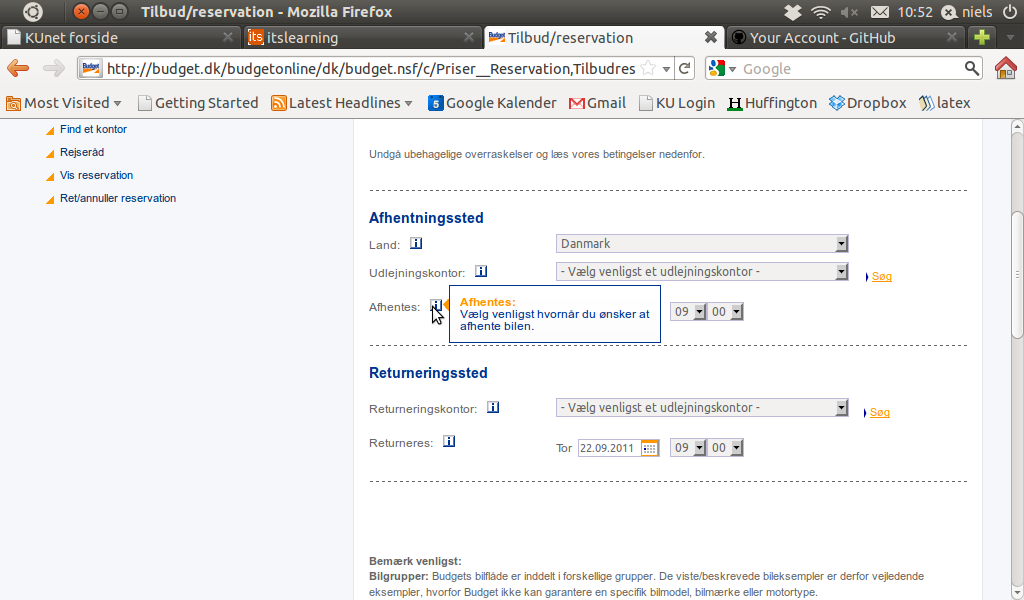 Tilbud/reservation - Mozilla Firefox
10:52 niels
KUnet forside
its itslearning
Budget Tilbud/reservation
Your Account - GitHub
Budget http://budget.dk/budgetonline/dk/budget.nsf/c/Priser__Reservation,Tilbudres
Google
Most Visited
Getting Started
Latest Headlines
5 Google Kalender
Gmail
KU Login
H Huffington
Dropbox
latex
Find et kontor
Rejseråd
Vis reservation
Ret/annuller reservation
Undgå ubehagelige overraskelser og læs vores betingelser nedenfor.
Afhentningssted
Land: i Danmark
Udlejningskontor: i - Vælg venligst et udlejningskontor - Søg
Afhentes: i 09 00
Afhentes:
Vælg venligst hvornår du ønsker at
afhente bilen.
Returneringssted
Returneringskontor: i - Vælg venligst et udlejningskontor - Søg
Returneres: i Tor 22.09.2011 09 00
Bemærk venligst:
Bilgrupper: Budgets bilflåde er inddelt i forskellige grupper. De viste/beskrevede bileksempler er derfor vejledende
eksempler, hvorfor Budget ikke kan garantere en specifik bilmodel, bilmærke eller motortype.